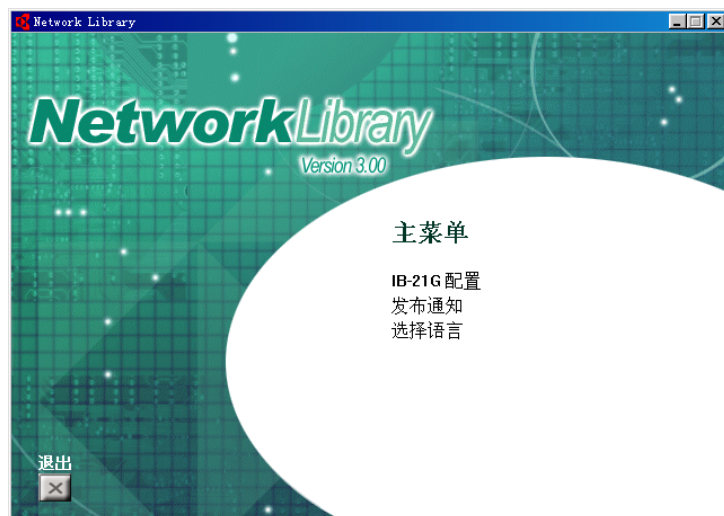 Network Library
NetworkLibrary
Version 3.00
主菜单
IB-21G 配置
发布通知
选择语言
退出